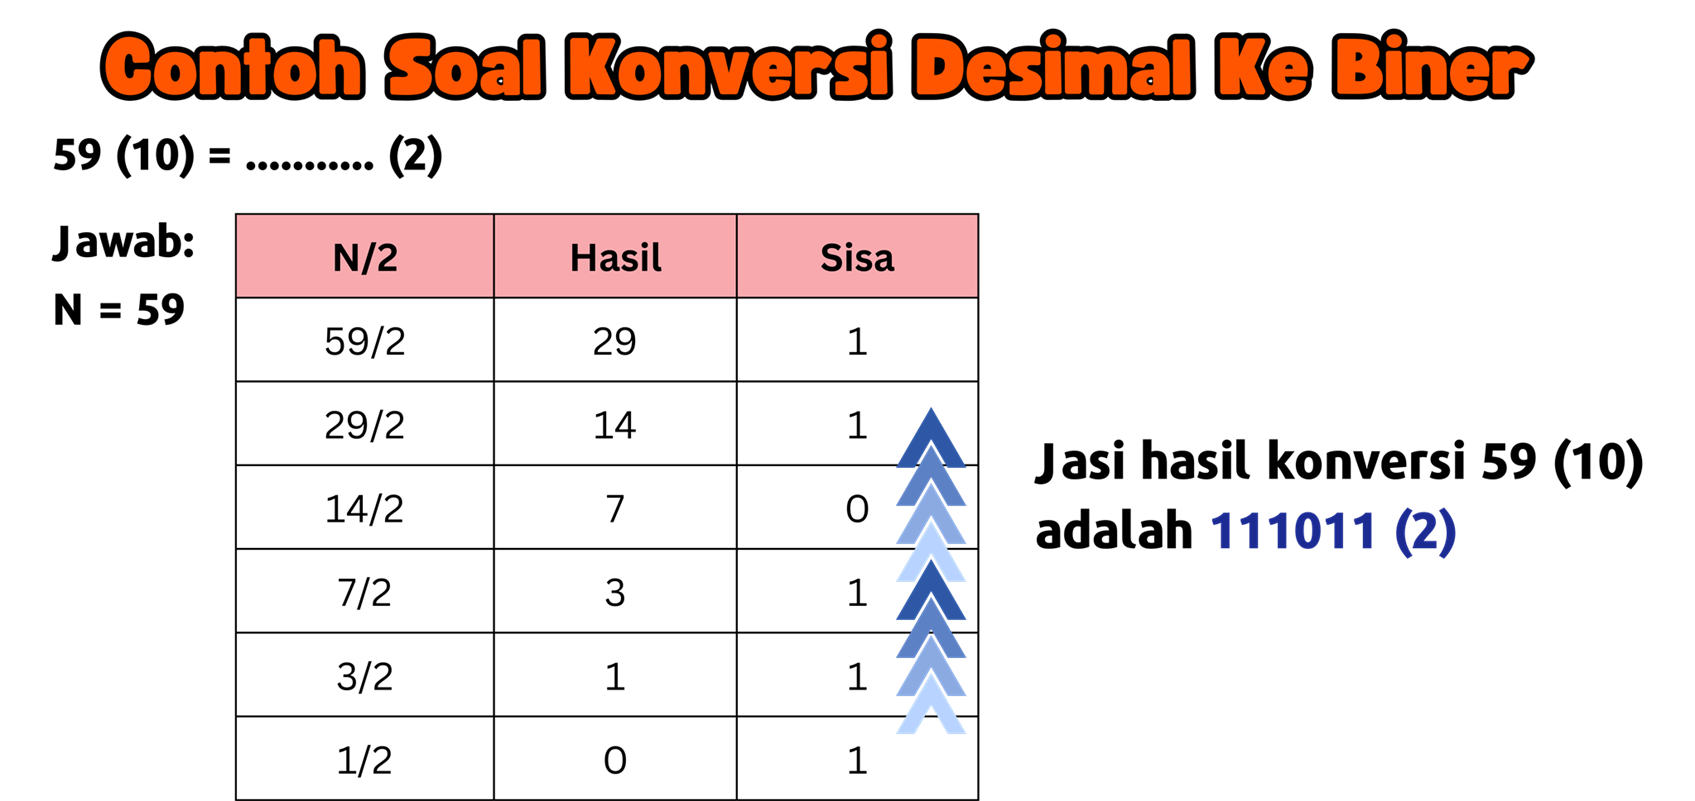 Contoh Soal Konversi Desimal Ke Biner
59 (10) = ........... (2)
Jawab:
N = 59
N/2 Hasil Sisa
59/2 29 1
29/2 14 1
14/2 7 0
7/2 3 1
3/2 1 1
1/2 0 1
Jasi hasil konversi 59 (10)
adalah 111011 (2)